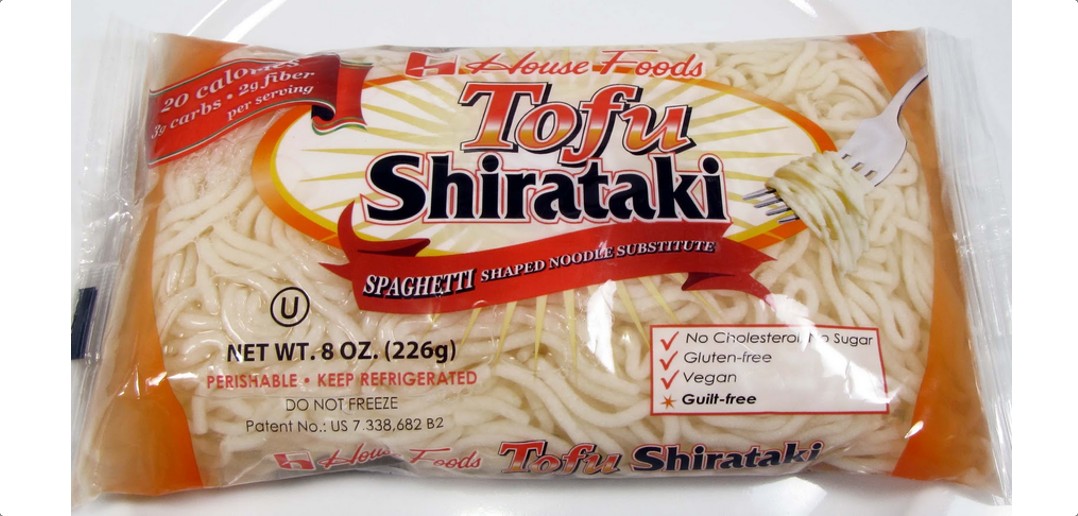 20 calories
3g carbs • 2g fiber
per serving
House Foods
Tofu
Shirataki
SPAGHETTI SHAPED NOODLE SUBSTITUTE
U
NET WT. 8 OZ. (226g)
PERISHABLE • KEEP REFRIGERATED
DO NOT FREEZE
Patent No.: US 7,338,682 B2
No Cholesterol, No Sugar
Gluten-free
Vegan
Guilt-free
House Foods Tofu Shirataki